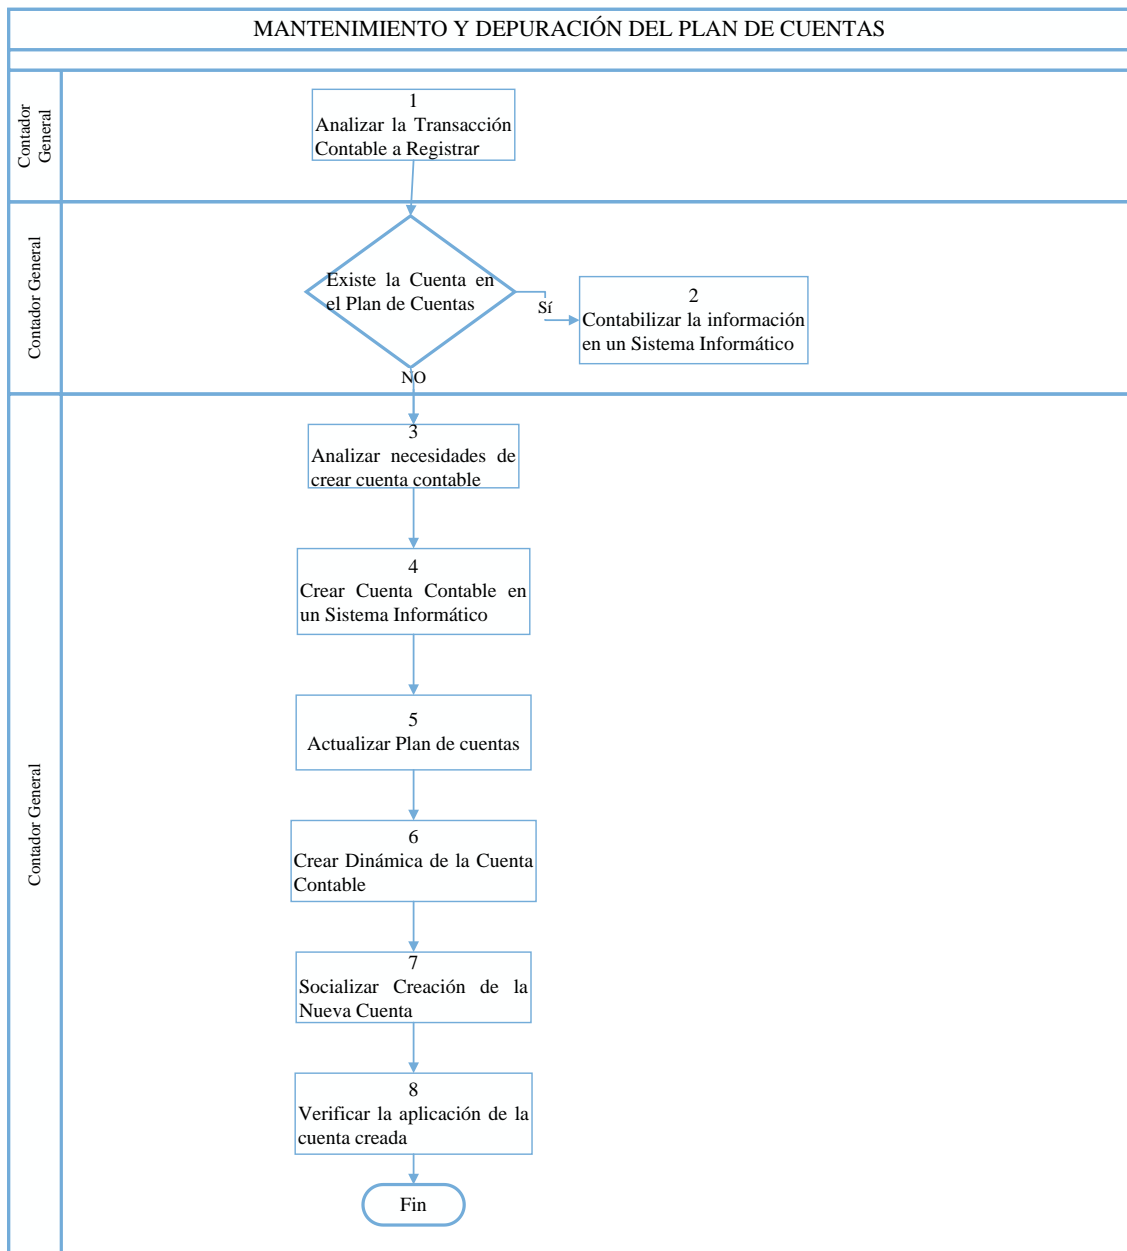 MANTENIMIENTO Y DEPURACIÓN DEL PLAN DE CUENTAS
Contador
General
1
Analizar la Transacción
Contable a Registrar
Contador General
Existe la Cuenta en
el Plan de Cuentas
Sí
2
Contabilizar la información
en un Sistema Informático
NO
Contador General
3
Analizar necesidades de
crear cuenta contable
4
Crear Cuenta Contable en
un Sistema Informático
5
Actualizar Plan de cuentas
6
Crear Dinámica de la Cuenta
Contable
7
Socializar Creación de la
Nueva Cuenta
8
Verificar la aplicación de la
cuenta creada
Fin